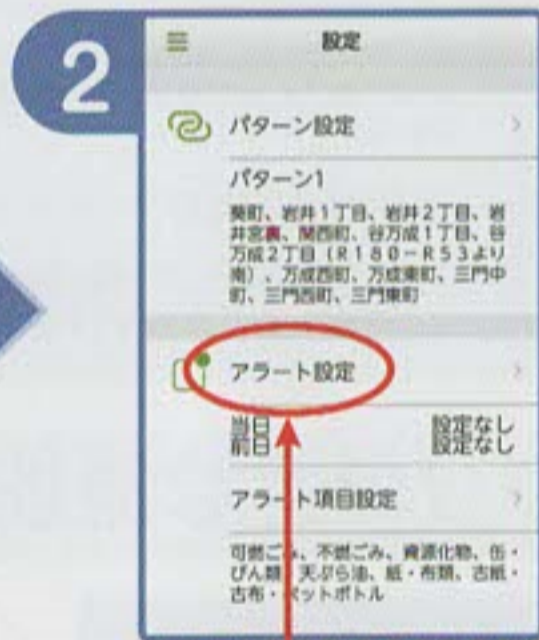 2
設定
パターン設定
パターン1
葵町、岩井1丁目、岩井2丁目、岩
井宮裏、関西町、谷万成1丁目、谷
万成2丁目(R180-R53より
南)、万成西町、万成東町、三門中
町、三門西町、三門東町
アラート設定
当日 設定なし
前日 設定なし
アラート項目設定
可燃ごみ、不燃ごみ、資源化物、缶・
びん類、天ぷら油、紙・布類、古紙・
古布・ペットボトル